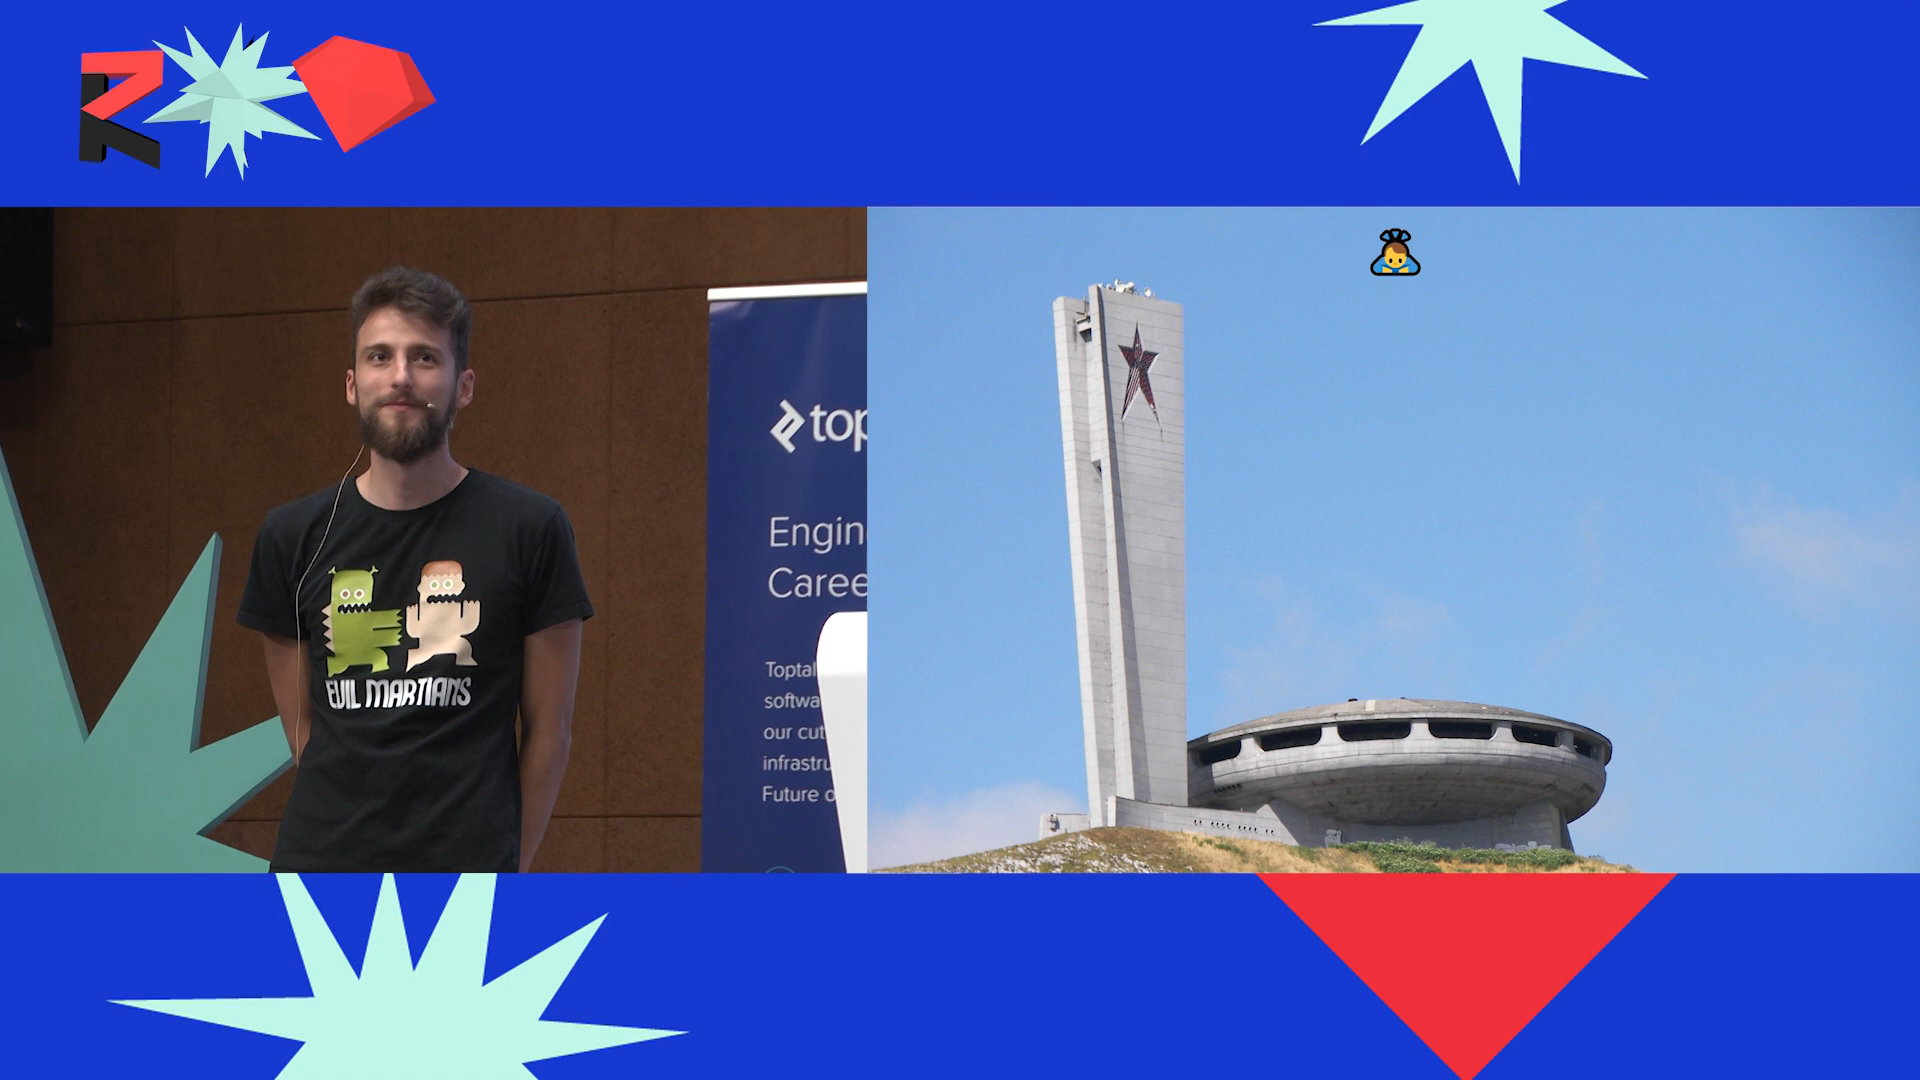 EVIL MARTIANS
top
Engin
Caree
Toptal
softwa
our cut
infrastru
Future o